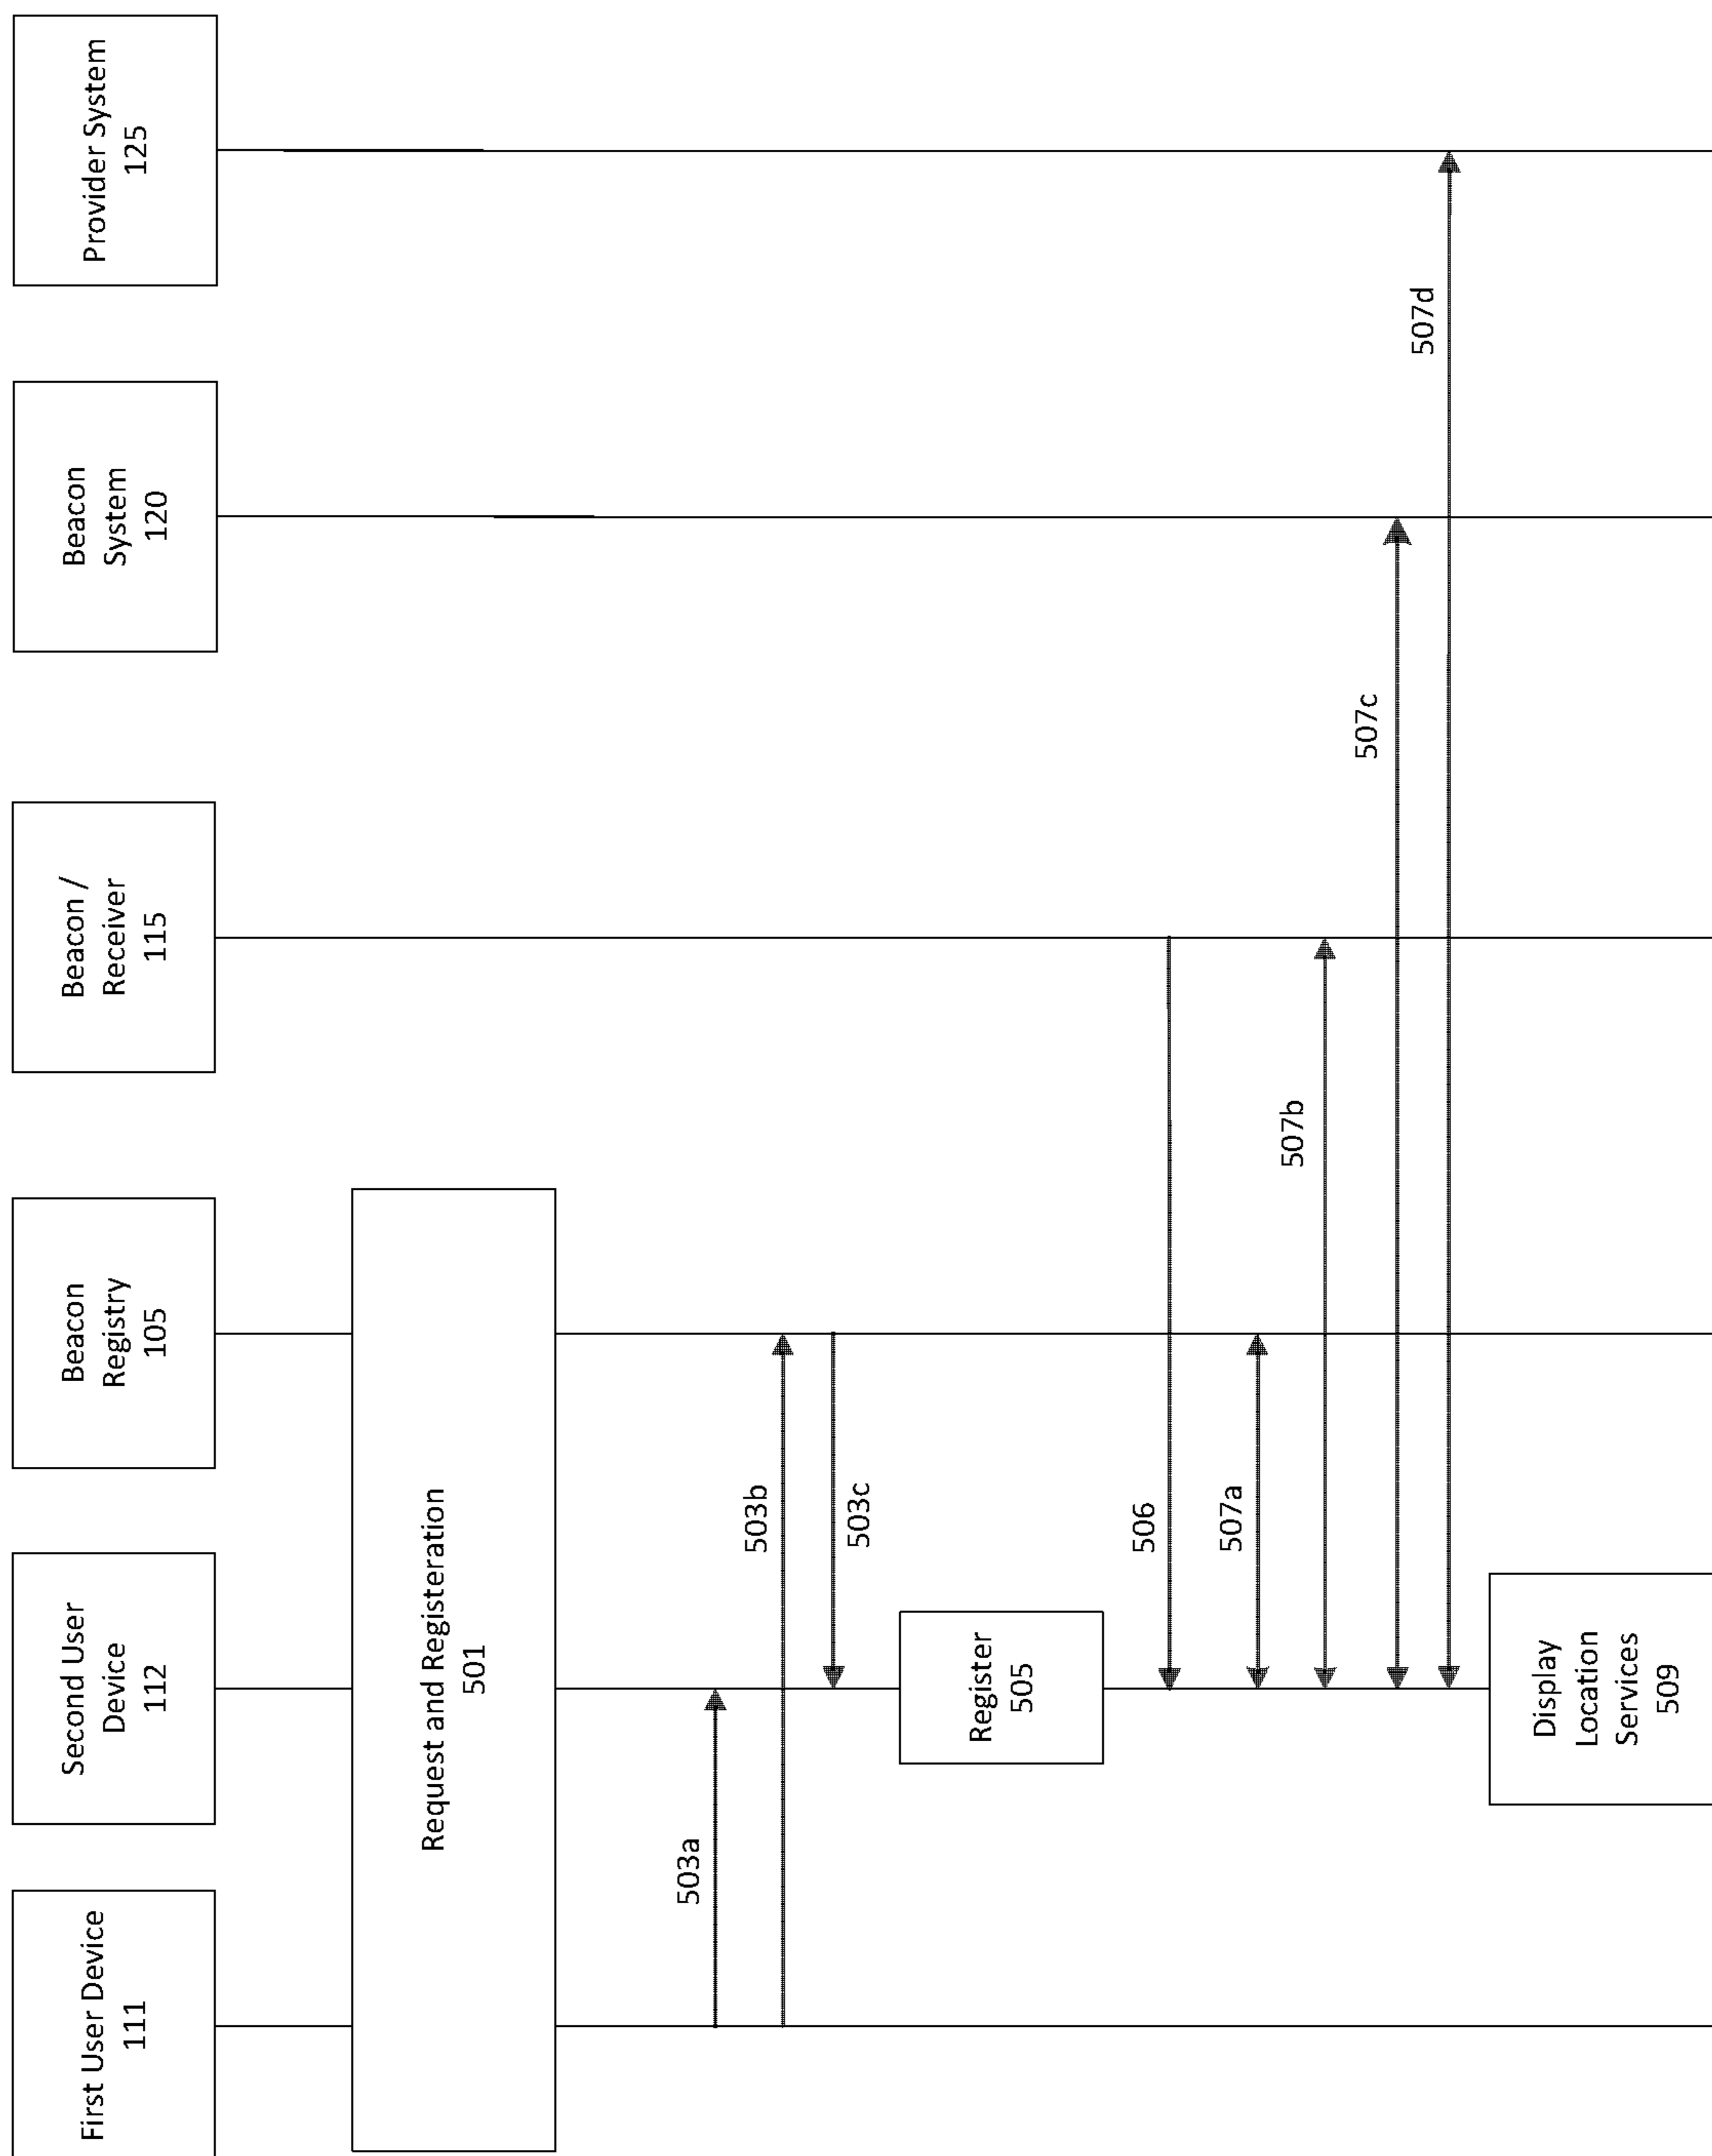 First User Device
111
Second User
Device
112
Beacon
Registry
105
Beacon /
Receiver
115
Beacon
System
120
Provider System
125
Request and Registeration
501
503a
503b
503c
Register
505
506
507a
507b
507c
507d
Display
Location
Services
509